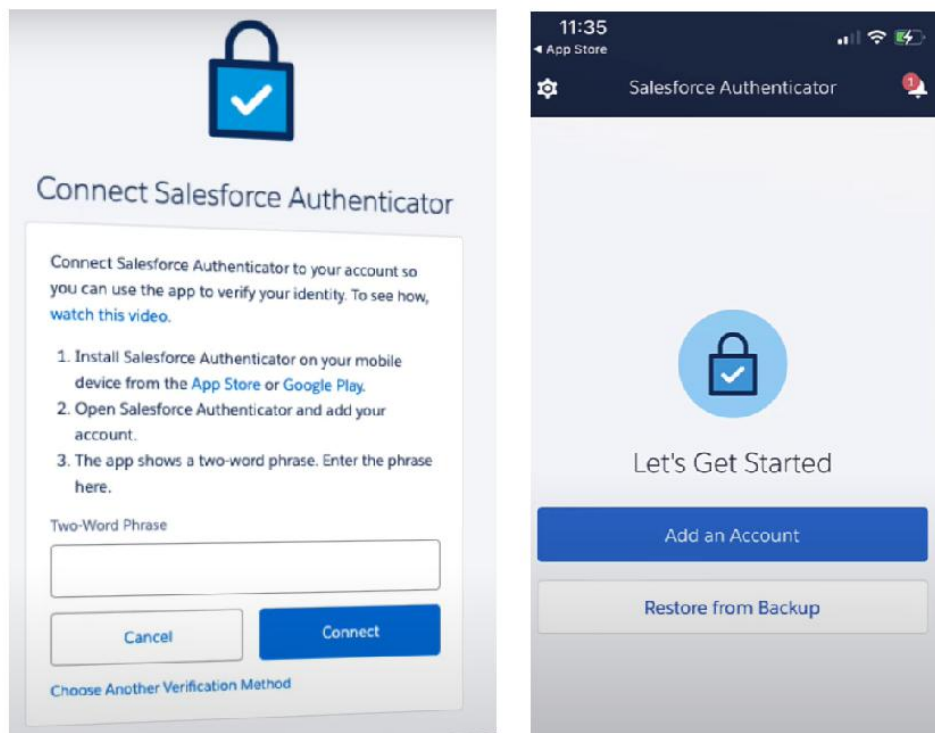 Connect Salesforce Authenticator
Connect Salesforce Authenticator to your account so
you can use the app to verify your identity. To see how,
watch this video.
1. Install Salesforce Authenticator on your mobile
device from the App Store or Google Play.
2. Open Salesforce Authenticator and add your
account.
3. The app shows a two-word phrase. Enter the phrase
here.
Two-Word Phrase
Cancel
Connect
Choose Another Verification Method
11:35
◀ App Store
Salesforce Authenticator
1
Let's Get Started
Add an Account
Restore from Backup